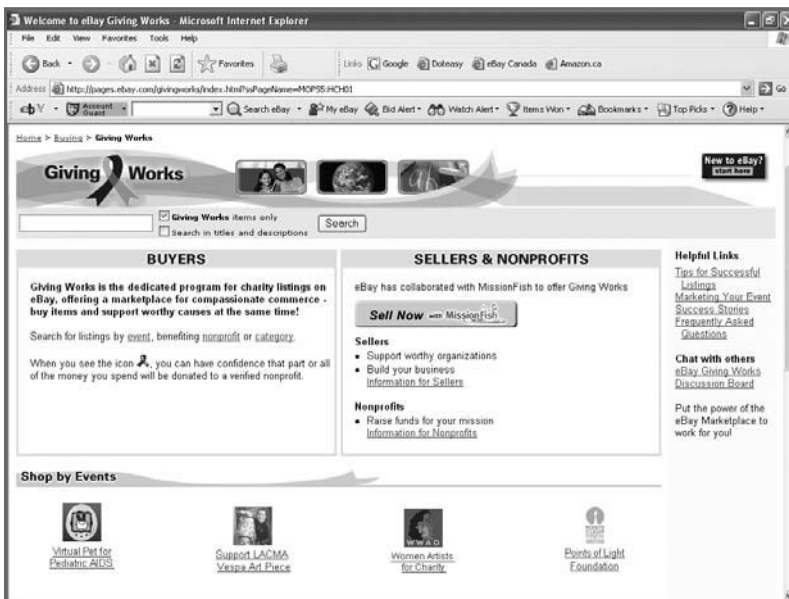 Welcome to eBay Giving Works - Microsoft Internet Explorer
File Edit View Favorites Tools Help
Back Favorites Links Google Doteasy eBay Canada Amazon.ca
Address http://pages.ebay.com/givingworks/index.html?ssPageName=MOPS5:HCH01 Go
ebY Account Guard Search eBay My eBay Bid Alert Watch Alert Items Won Bookmarks Top Picks Help
Home > Buying > Giving Works
Giving Works
New to eBay?
start here
Giving Works items only
Search in titles and descriptions
Search
BUYERS
Giving Works is the dedicated program for charity listings on
eBay, offering a marketplace for compassionate commerce -
buy items and support worthy causes at the same time!
Search for listings by event, benefiting nonprofit or category.
When you see the icon , you can have confidence that part or all
of the money you spend will be donated to a verified nonprofit.
SELLERS & NONPROFITS
eBay has collaborated with MissionFish to offer Giving Works
Sell Now with MissionFish
Sellers
• Support worthy organizations
• Build your business
Information for Sellers
Nonprofits
• Raise funds for your mission
Information for Nonprofits
Helpful Links
Tips for Successful
Listings
Marketing Your Event
Success Stories
Frequently Asked
Questions
Chat with others
eBay Giving Works
Discussion Board
Put the power of the
eBay Marketplace to
work for you!
Shop by Events
Virtual Pet for
Pediatric AIDS
Support LACMA
Vespa Art Piece
WWAO
Women Artists
for Charity
Points of Light
Foundation